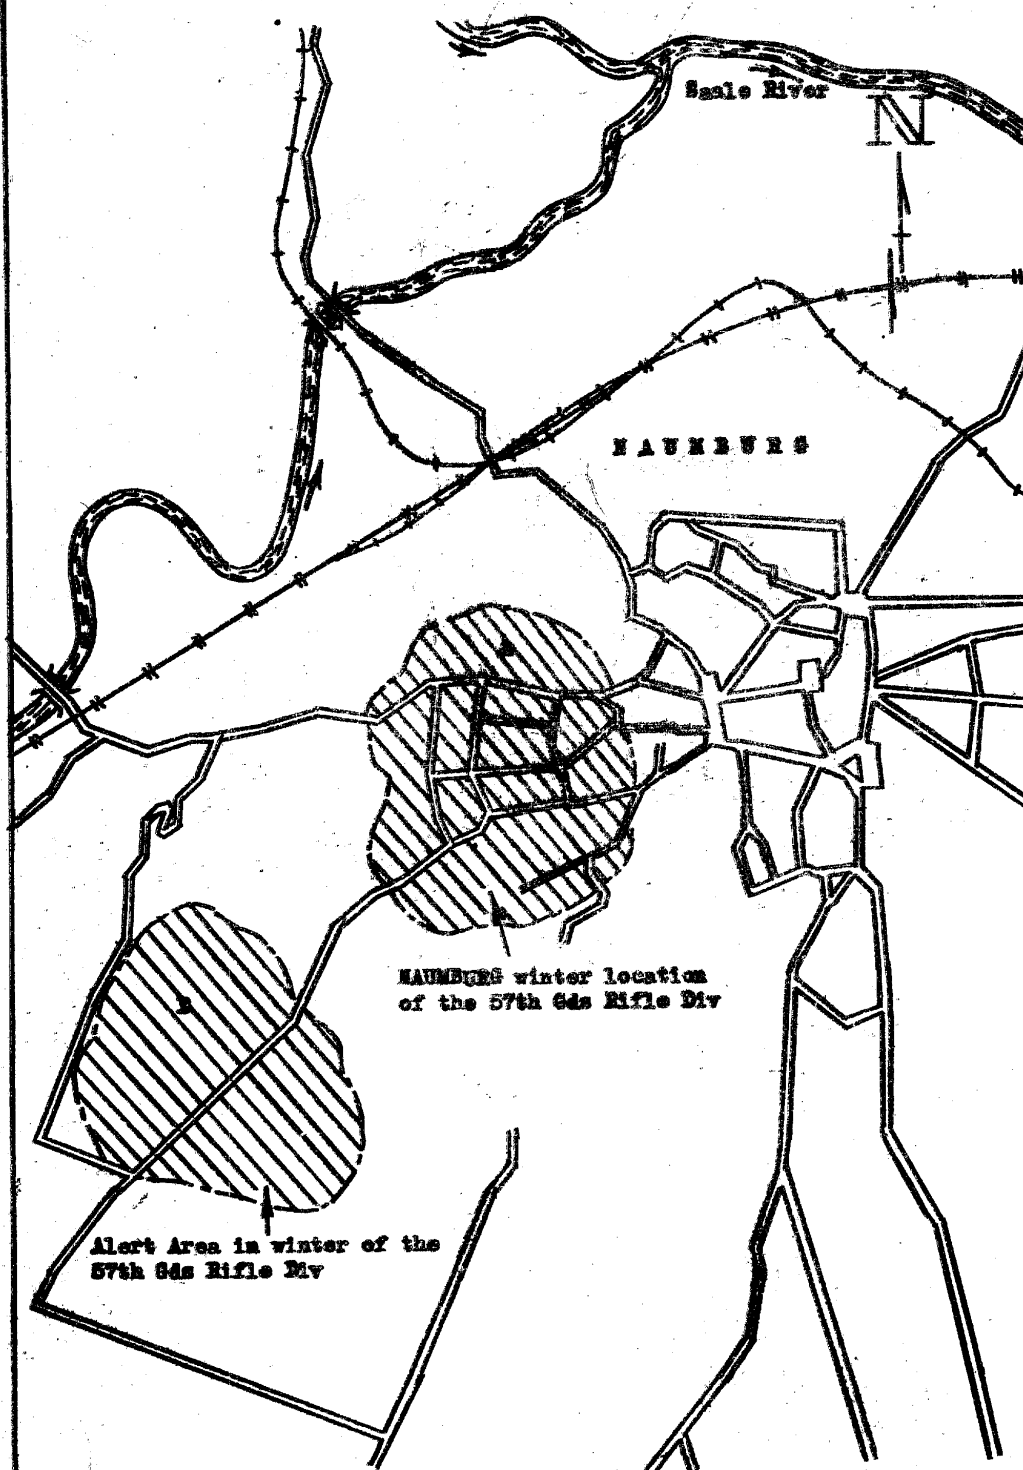 Saale River
N
NAUMBURG
A
NAUMBURG winter location
of the 57th Gds Rifle Div
B
Alert Area in winter of the
57th Gds Rifle Div